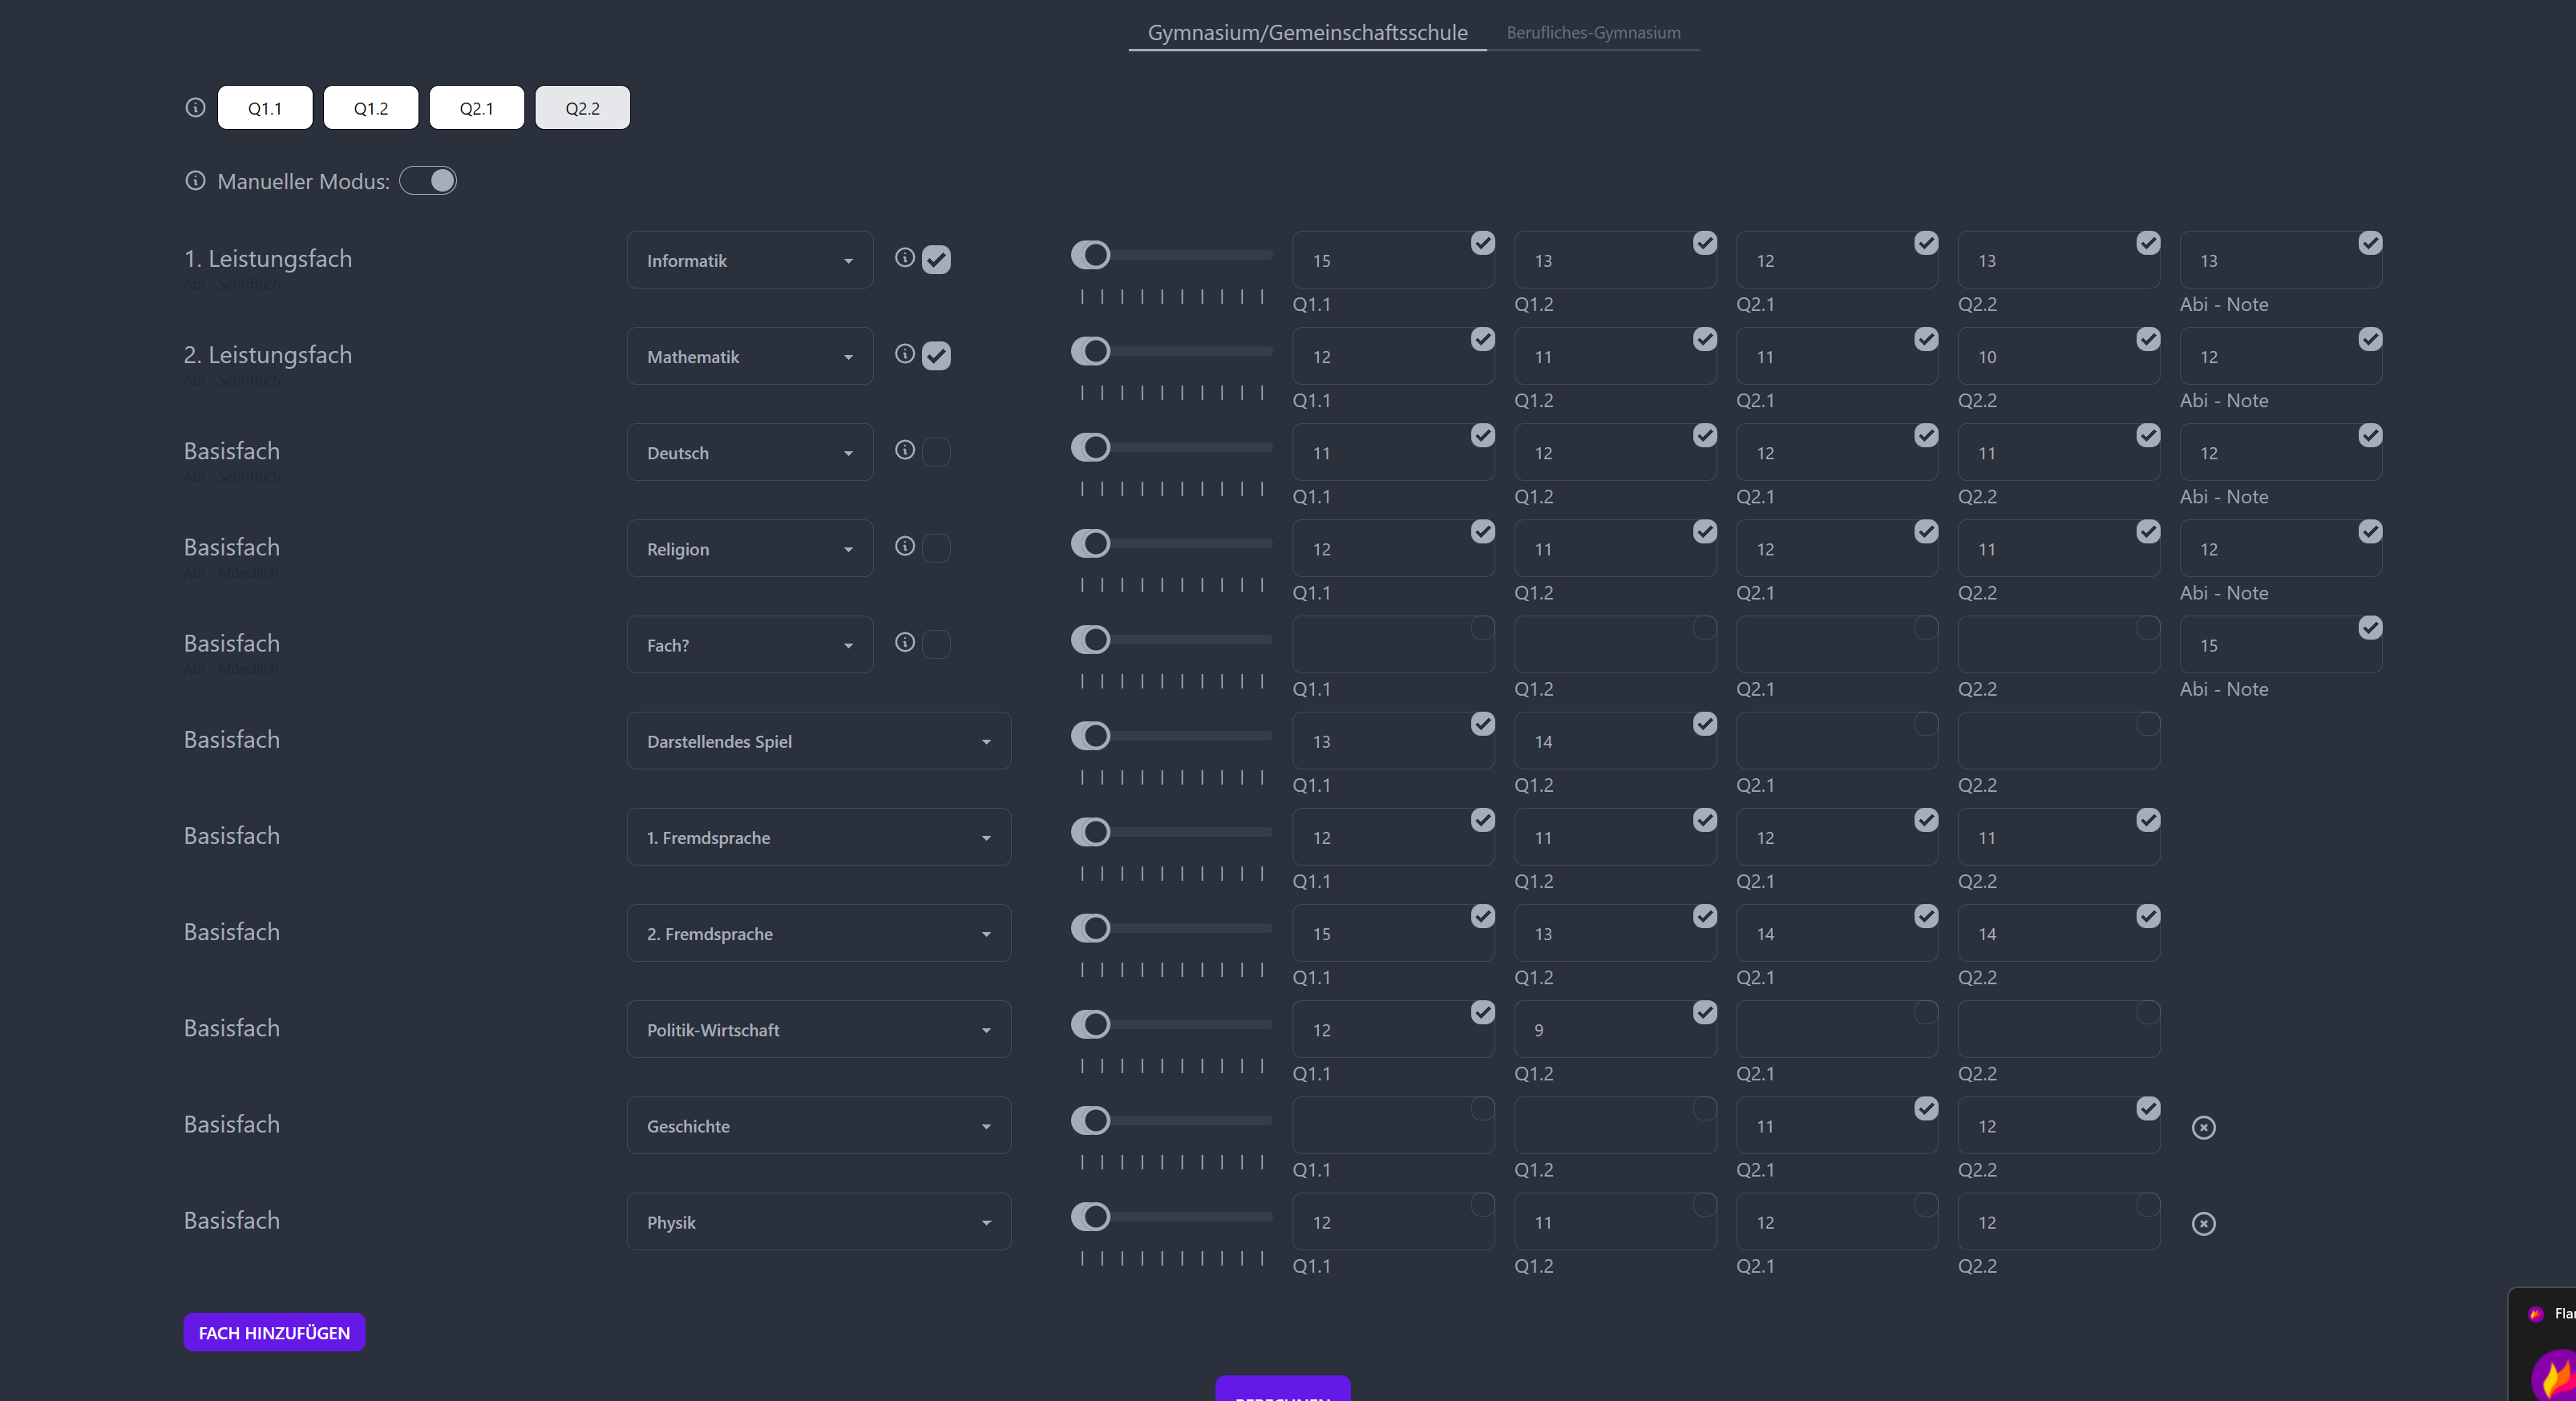 Gymnasium/Gemeinschaftsschule Berufliches-Gymnasium
Q1.1 Q1.2 Q2.1 Q2.2
Manueller Modus:
1. Leistungsfach Informatik 15 13 12 13 13
Abi - Schriftlich
Q1.1 Q1.2 Q2.1 Q2.2 Abi - Note
2. Leistungsfach Mathematik 12 11 11 10 12
Abi - Schriftlich
Q1.1 Q1.2 Q2.1 Q2.2 Abi - Note
Basisfach Deutsch 11 12 12 11 12
Abi - Schriftlich
Q1.1 Q1.2 Q2.1 Q2.2 Abi - Note
Basisfach Religion 12 11 12 11 12
Abi - Mündlich
Q1.1 Q1.2 Q2.1 Q2.2 Abi - Note
Basisfach Fach? 15
Abi - Mündlich
Q1.1 Q1.2 Q2.1 Q2.2 Abi - Note
Basisfach Darstellendes Spiel 13 14
Q1.1 Q1.2 Q2.1 Q2.2
Basisfach 1. Fremdsprache 12 11 12 11
Q1.1 Q1.2 Q2.1 Q2.2
Basisfach 2. Fremdsprache 15 13 14 14
Q1.1 Q1.2 Q2.1 Q2.2
Basisfach Politik-Wirtschaft 12 9
Q1.1 Q1.2 Q2.1 Q2.2
Basisfach Geschichte 11 12
Q1.1 Q1.2 Q2.1 Q2.2
Basisfach Physik 12 11 12 12
Q1.1 Q1.2 Q2.1 Q2.2
FACH HINZUFÜGEN